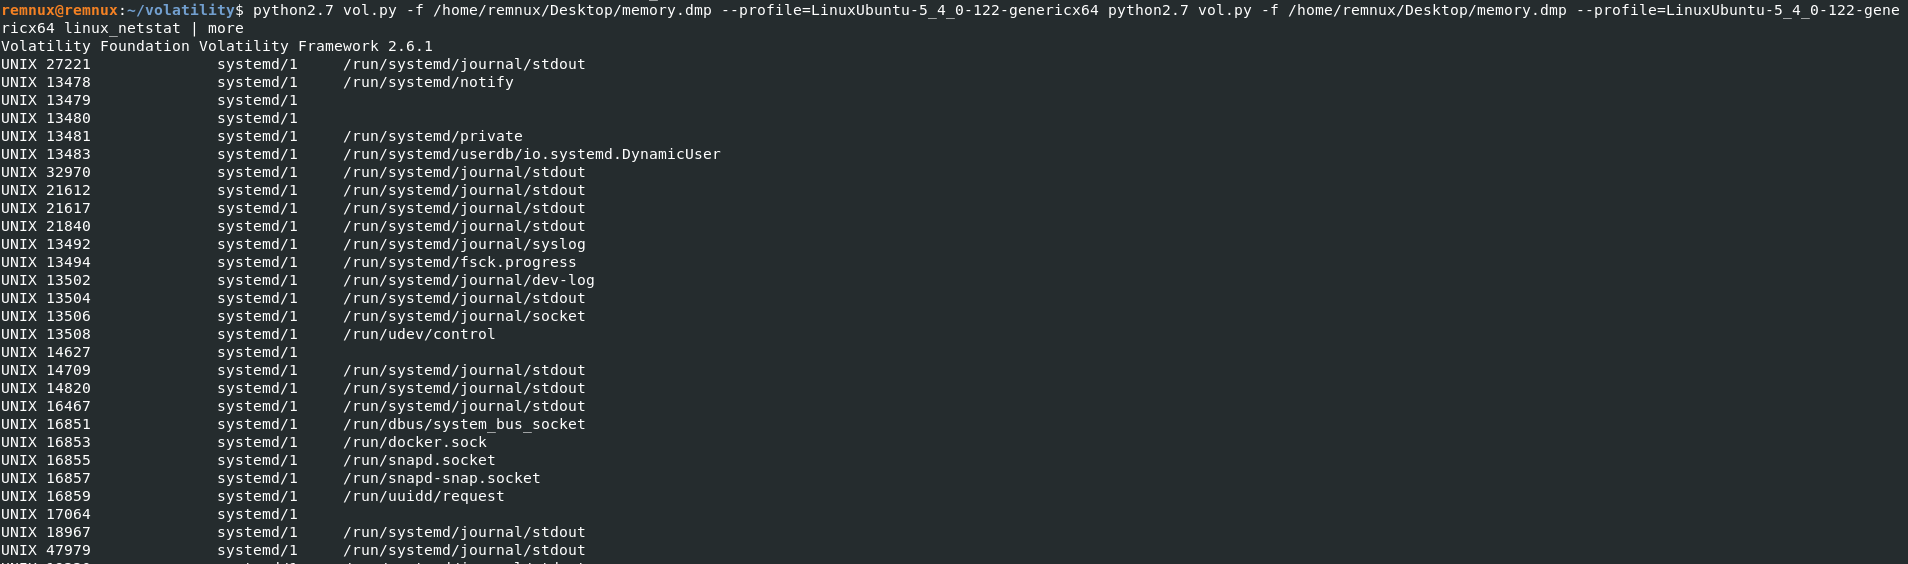 remnux@remnux:~/volatility$ python2.7 vol.py -f /home/remnux/Desktop/memory.dmp --profile=LinuxUbuntu-5_4_0-122-genericx64 python2.7 vol.py -f /home/remnux/Desktop/memory.dmp --profile=LinuxUbuntu-5_4_0-122-gene
ricx64 linux_netstat | more
Volatility Foundation Volatility Framework 2.6.1
UNIX 27221 systemd/1 /run/systemd/journal/stdout
UNIX 13478 systemd/1 /run/systemd/notify
UNIX 13479 systemd/1
UNIX 13480 systemd/1
UNIX 13481 systemd/1 /run/systemd/private
UNIX 13483 systemd/1 /run/systemd/userdb/io.systemd.DynamicUser
UNIX 32970 systemd/1 /run/systemd/journal/stdout
UNIX 21612 systemd/1 /run/systemd/journal/stdout
UNIX 21617 systemd/1 /run/systemd/journal/stdout
UNIX 21840 systemd/1 /run/systemd/journal/stdout
UNIX 13492 systemd/1 /run/systemd/journal/syslog
UNIX 13494 systemd/1 /run/systemd/fsck.progress
UNIX 13502 systemd/1 /run/systemd/journal/dev-log
UNIX 13504 systemd/1 /run/systemd/journal/stdout
UNIX 13506 systemd/1 /run/systemd/journal/socket
UNIX 13508 systemd/1 /run/udev/control
UNIX 14627 systemd/1
UNIX 14709 systemd/1 /run/systemd/journal/stdout
UNIX 14820 systemd/1 /run/systemd/journal/stdout
UNIX 16467 systemd/1 /run/systemd/journal/stdout
UNIX 16851 systemd/1 /run/dbus/system_bus_socket
UNIX 16853 systemd/1 /run/docker.sock
UNIX 16855 systemd/1 /run/snapd.socket
UNIX 16857 systemd/1 /run/snapd-snap.socket
UNIX 16859 systemd/1 /run/uuidd/request
UNIX 17064 systemd/1
UNIX 18967 systemd/1 /run/systemd/journal/stdout
UNIX 47979 systemd/1 /run/systemd/journal/stdout